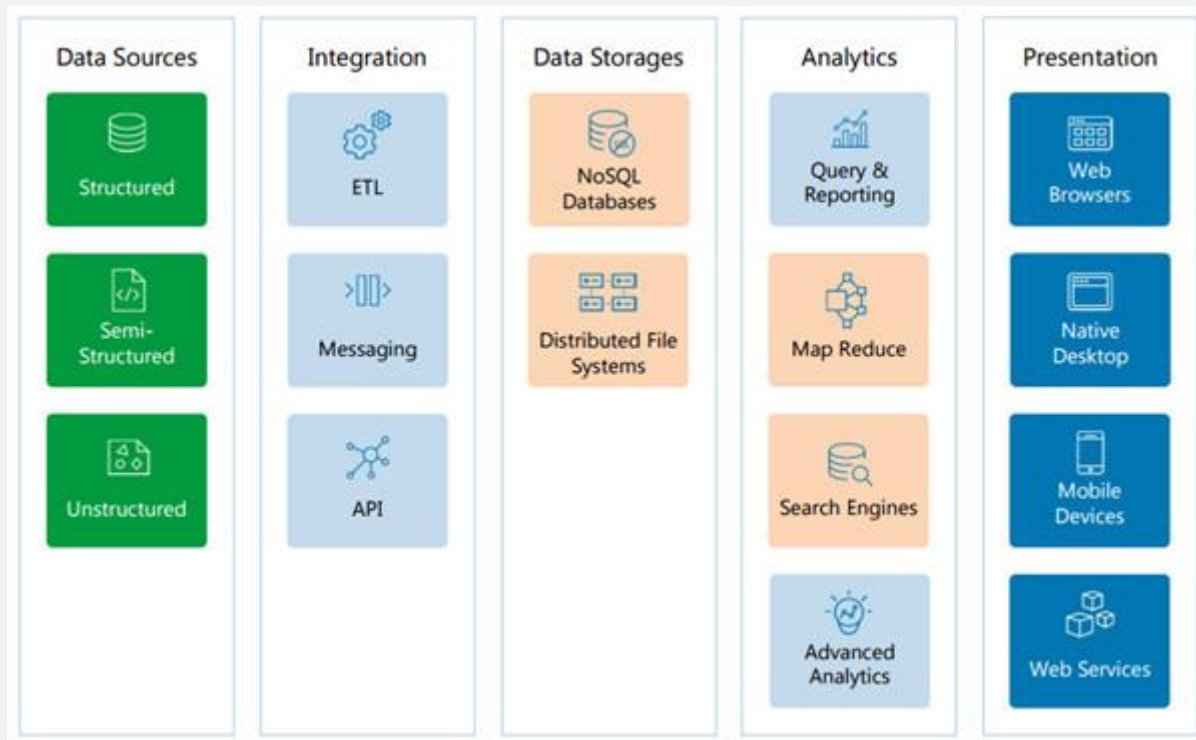 Data Sources
Structured
Semi-
Structured
Unstructured
Integration
ETL
Messaging
API
Data Storages
NoSQL
Databases
Distributed File
Systems
Analytics
Query &
Reporting
Map Reduce
Search Engines
Advanced
Analytics
Presentation
Web
Browsers
Native
Desktop
Mobile
Devices
Web Services